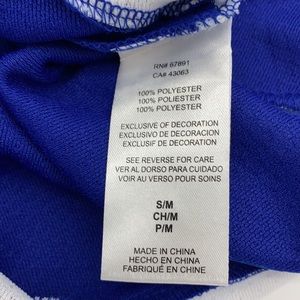 RN# 67891
CA# 43063
100% POLYESTER
100% POLIESTER
100% POLYESTER
EXCLUSIVE OF DECORATION
EXCLUSIVO DE DECORACION
EXCLUSIF DE DECORATION
SEE REVERSE FOR CARE
VER AL DORSO PARA CUIDADO
VOIR AU VERSO POUR SOINS
S/M
CH/M
P/M
MADE IN CHINA
HECHO EN CHINA
FABRIQUÉ EN CHINE